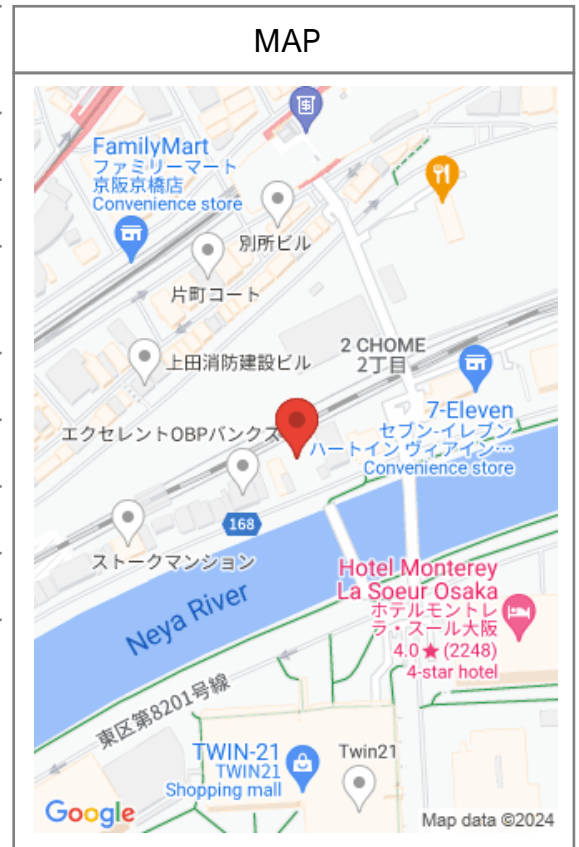 MAP
FamilyMart
ファミリーマート
京阪京橋店
Convenience store
別所ビル
片町コート
2 CHOME
2丁目
上田消防建設ビル
7-Eleven
セブン-イレブン
ハートイン ヴィアイン…
Convenience store
エクセレントOBPバンクス
168
ストークマンション
Hotel Monterey
La Soeur Osaka
ホテルモントレ
ラ・スール大阪
4.0★(2248)
4-star hotel
Neya River
東区第8201号線
TWIN-21
TWIN21
Shopping mall
Twin21
Google
Map data ©2024